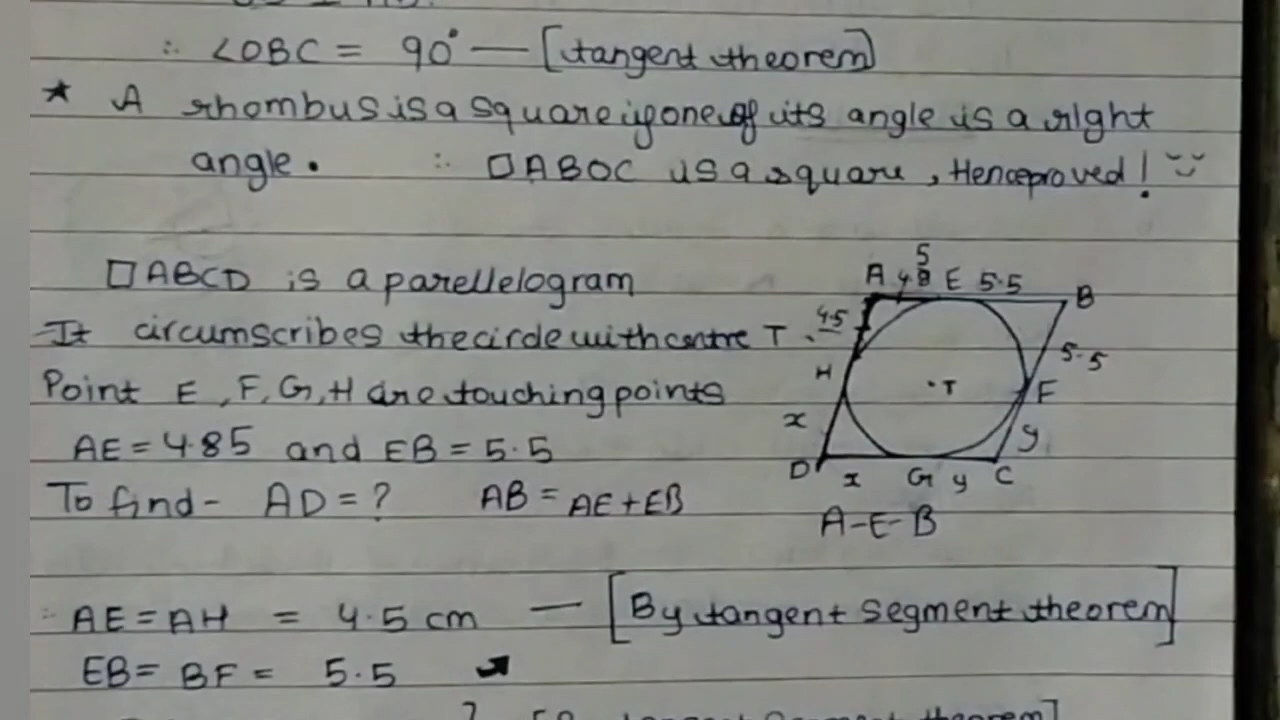 ∴ ∠OBC = 90° — [tangent theorem]
* A rhombus is a square if one of its angle is a right
angle. ∴ □ABOC is a square, Hence proved!
□ABCD is a parellelogram
It circumscribes the circle with centre T.
Point E, F, G, H are touching points
AE = 4.85 and EB = 5.5
To find - AD = ? AB = AE + EB
A 4.5 E 5.5 B
4.5
5.5
H
T
F
x
y
D x G y C
A-E-B
∴ AE = AH = 4.5 cm — [By tangent segment theorem]
EB = BF = 5.5
segment theorem]